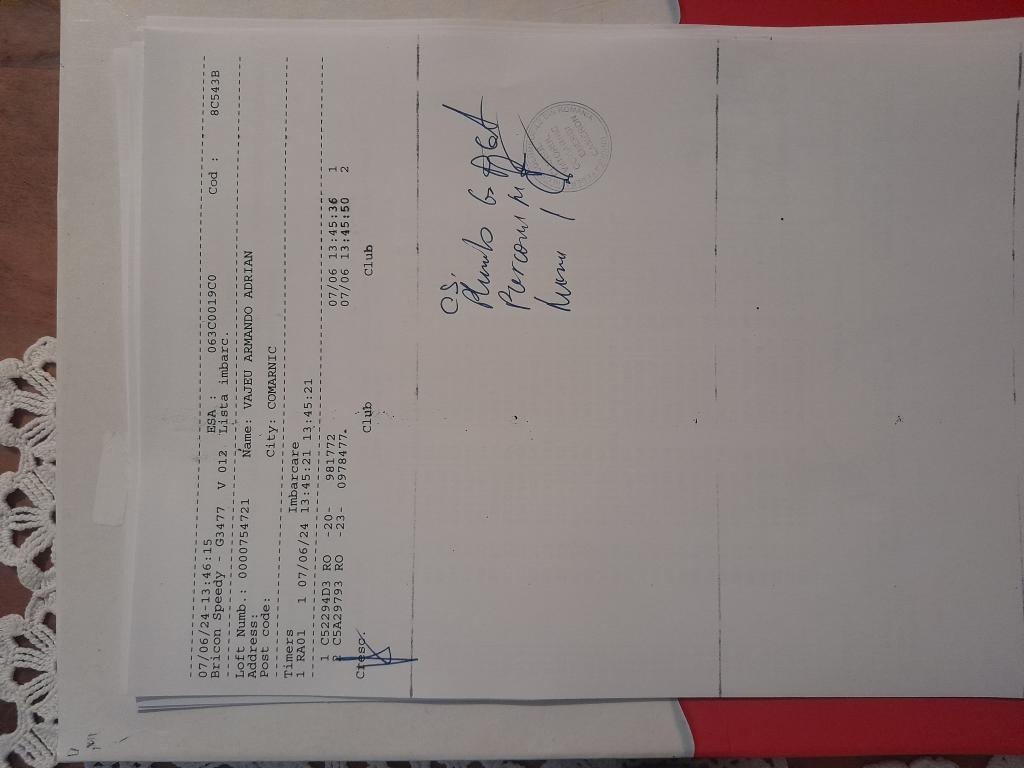 07/06/24-13:46:15 ESA : 063C0019C0
Bricon Speedy - G3477 V 012 Lista imbarc. Cod : 8C543B
Loft Numb.: 0000754721 Name: VAJEU ARMANDO ADRIAN
Address:
Post code: City: COMARNIC
Timers Imbarcare
1 RA01 1 07/06/24 13:45:21 13:45:21
1 C52294D3 RO -20- 981772 07/06 13:45:36 1
2 C5A29793 RO -23- 0978477 07/06 13:45:50 2
Cresc. Club Club